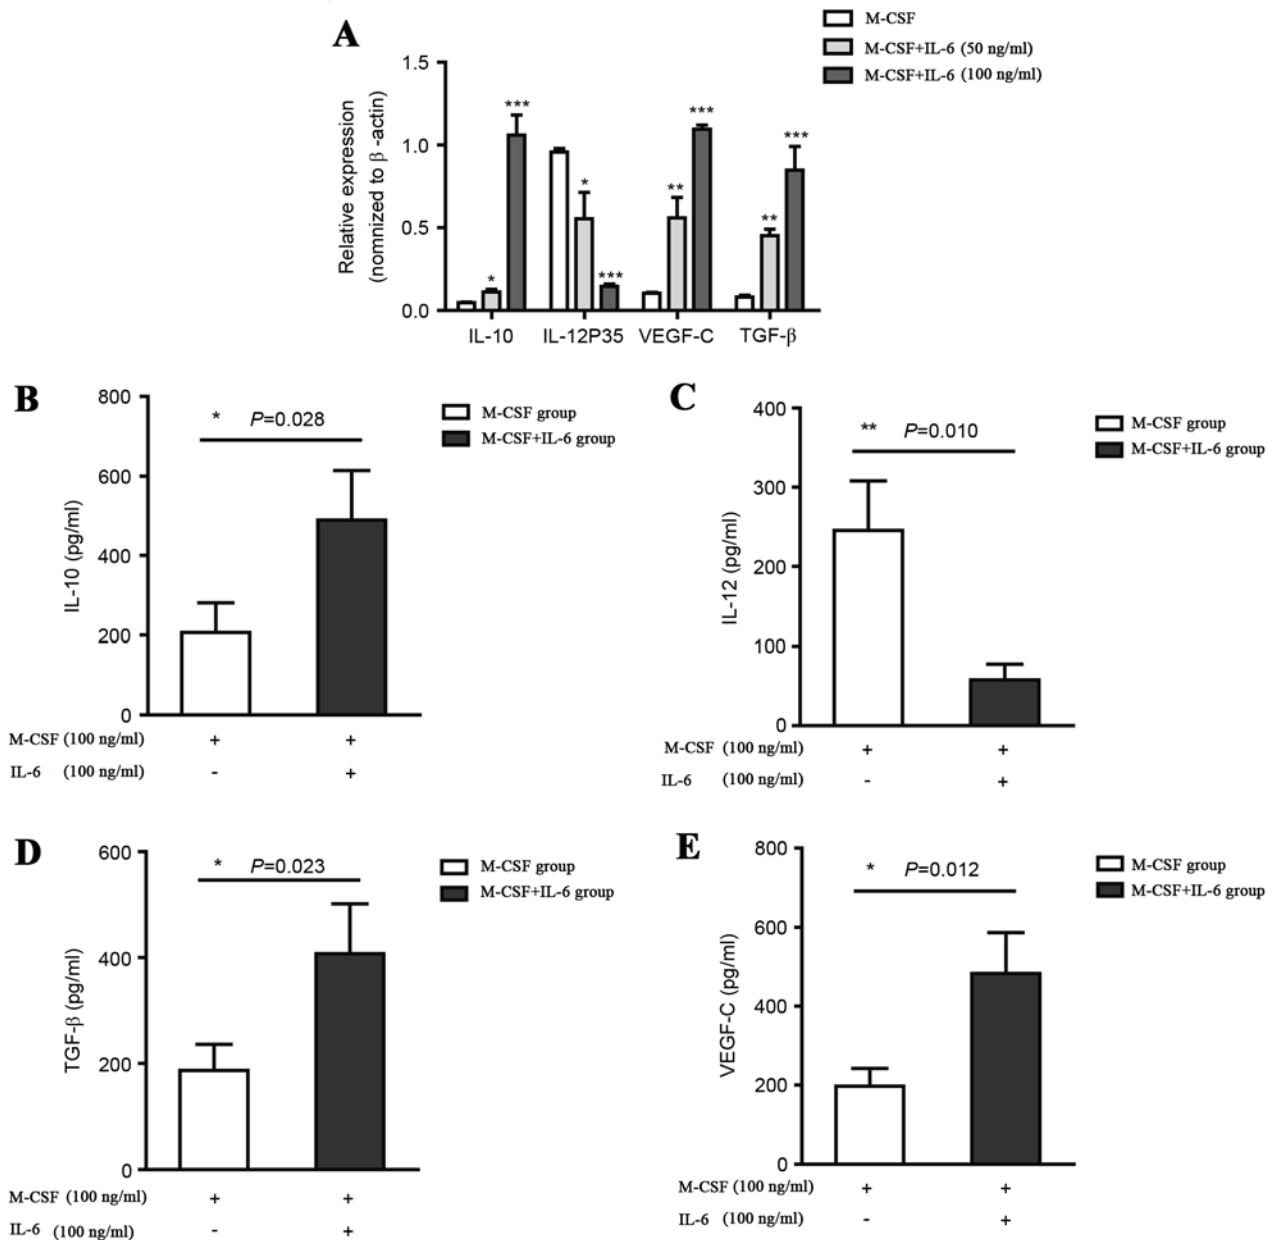 A
M-CSF
M-CSF+IL-6 (50 ng/ml)
M-CSF+IL-6 (100 ng/ml)
Relative expression
(nomnized to β -actin)
1.5
1.0
0.5
0.0
* *** * *** ** *** ** ***
IL-10 IL-12P35 VEGF-C TGF-β
B
IL-10 (pg/ml)
800
600
400
200
0
* P=0.028
M-CSF group
M-CSF+IL-6 group
M-CSF (100 ng/ml) + +
IL-6 (100 ng/ml) - +
C
IL-12 (pg/ml)
400
300
200
100
0
** P=0.010
M-CSF group
M-CSF+IL-6 group
M-CSF (100 ng/ml) + +
IL-6 (100 ng/ml) - +
D
TGF-β (pg/ml)
600
400
200
0
* P=0.023
M-CSF group
M-CSF+IL-6 group
M-CSF (100 ng/ml) + +
IL-6 (100 ng/ml) - +
E
VEGF-C (pg/ml)
800
600
400
200
0
* P=0.012
M-CSF group
M-CSF+IL-6 group
M-CSF (100 ng/ml) + +
IL-6 (100 ng/ml) - +